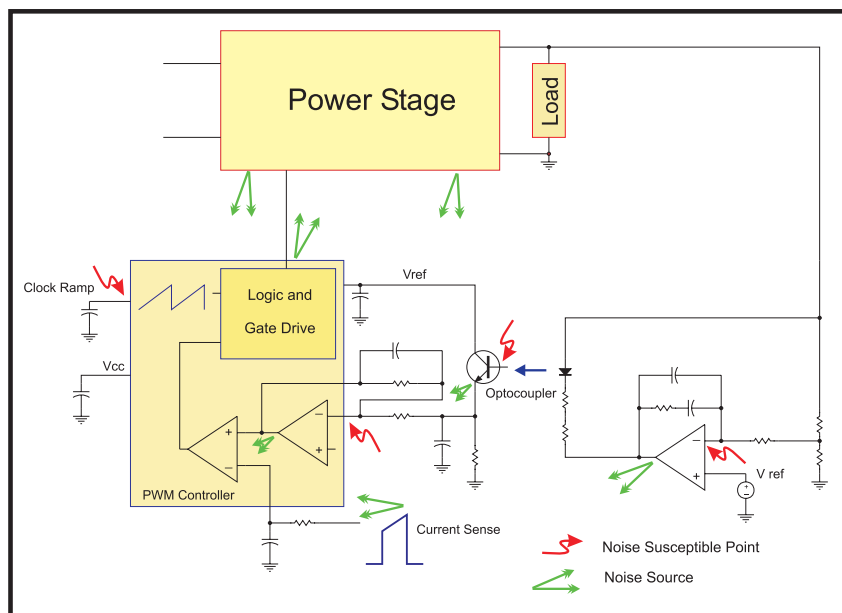 Power Stage
Load
Clock Ramp
Vref
Logic and
Gate Drive
Vcc
Optocoupler
+
−
−
+
PWM Controller
−
+
V ref
+
−
Current Sense
Noise Susceptible Point
Noise Source